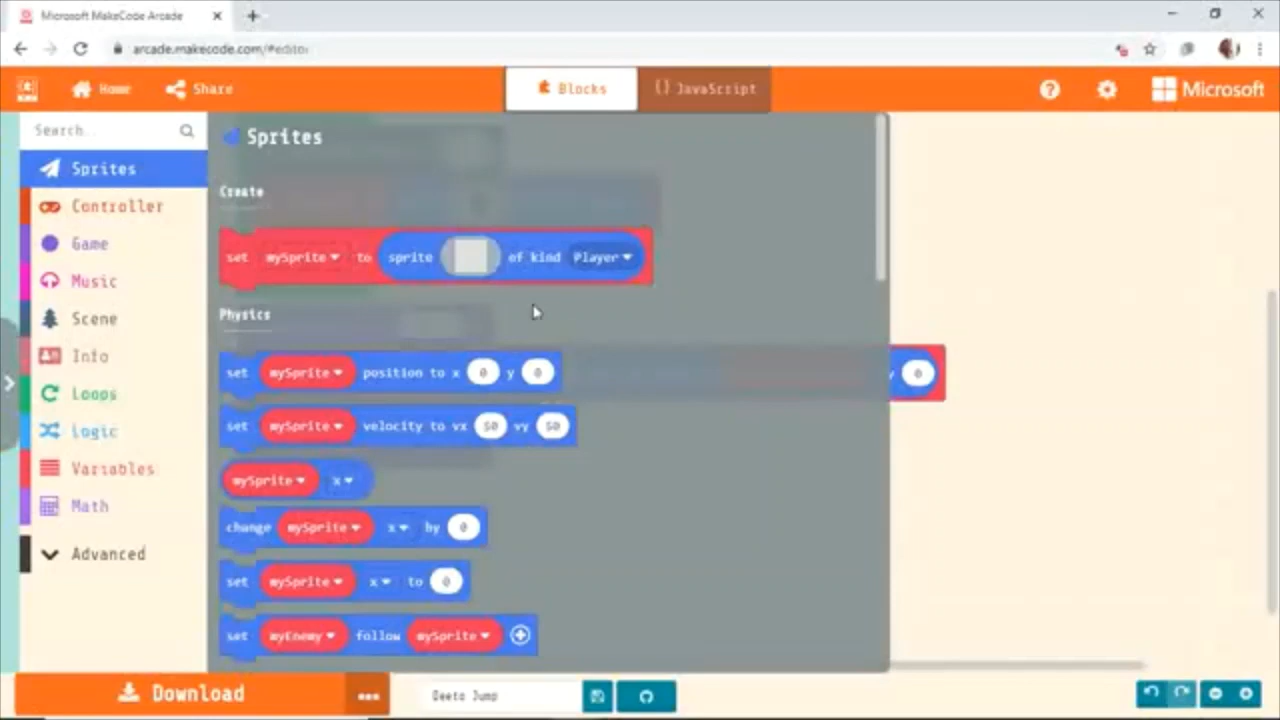 Microsoft MakeCode Arcade
arcade.makecode.com/#editor
Home
Share
Blocks
{} JavaScript
Microsoft
Search
Sprites
Controller
Game
Music
Scene
Info
Loops
Logic
Variables
Math
Advanced
Sprites
Create
set mySprite to sprite of kind Player
Physics
set mySprite position to x 0 y 0
y 0
set mySprite velocity to vx 50 vy 50
mySprite x
change mySprite x by 0
set mySprite x to 0
set myEnemy follow mySprite
Download
Geeto Jump